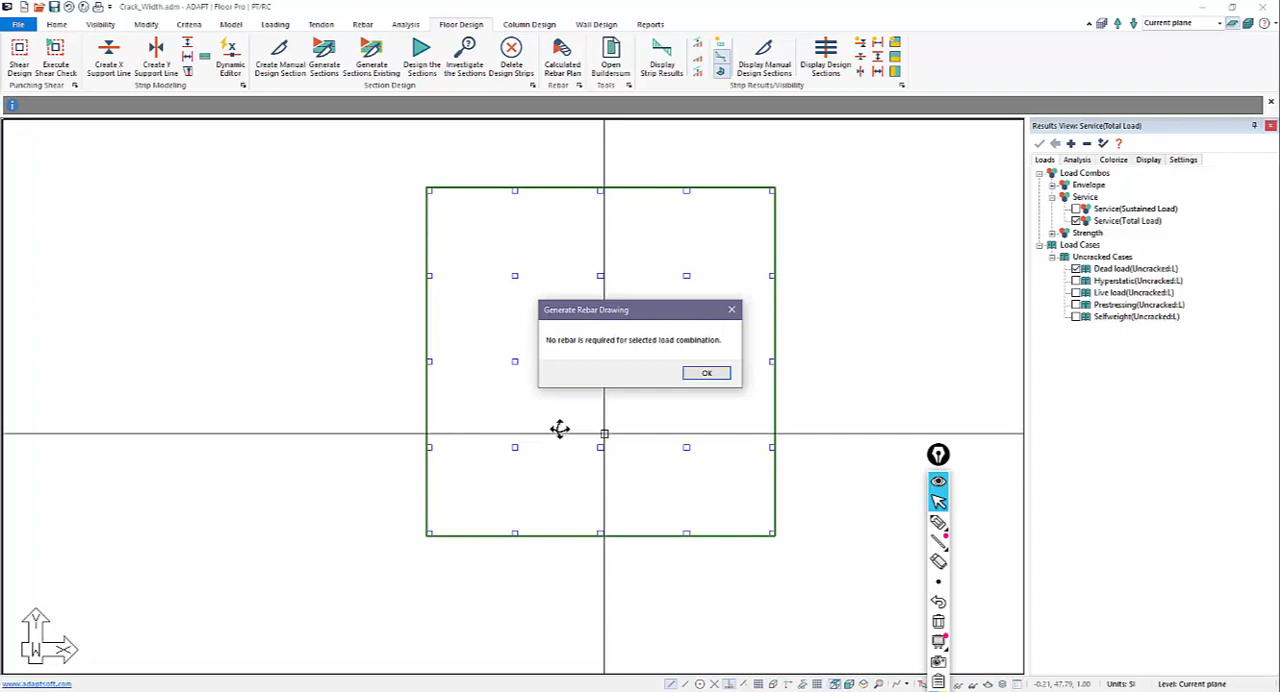 Crack_Width.adm - ADAPT | Floor Pro | PT/RC
File Home Visibility Modify Criteria Model Loading Tendon Rebar Analysis Floor Design Column Design Wall Design Reports
Current plane
Shear Design
Execute Shear Check
Create X Support Line
Create Y Support Line
Dynamic Editor
Create Manual Design Section
Generate Sections
Generate Sections Existing
Design the Sections
Investigate the Sections
Delete Design Strips
Calculated Rebar Plan
Open Buildersum
Display Strip Results
Display Manual Design Sections
Display Design Sections
Punching Shear Strip Modeling Section Design Rebar Tools Strip Results/Visibility
Results View: Service(Total Load)
Loads Analysis Colorize Display Settings
Load Combos
Envelope
Service
Service(Sustained Load)
Service(Total Load)
Strength
Load Cases
Uncracked Cases
Dead load(Uncracked:L)
Hyperstatic(Uncracked:L)
Live load(Uncracked:L)
Prestressing(Uncracked:L)
Selfweight(Uncracked:L)
Generate Rebar Drawing
No rebar is required for selected load combination.
OK
Y
W X
www.adaptsoft.com
-0.21, 47.79, 1.00 Units: SI Level: Current plane